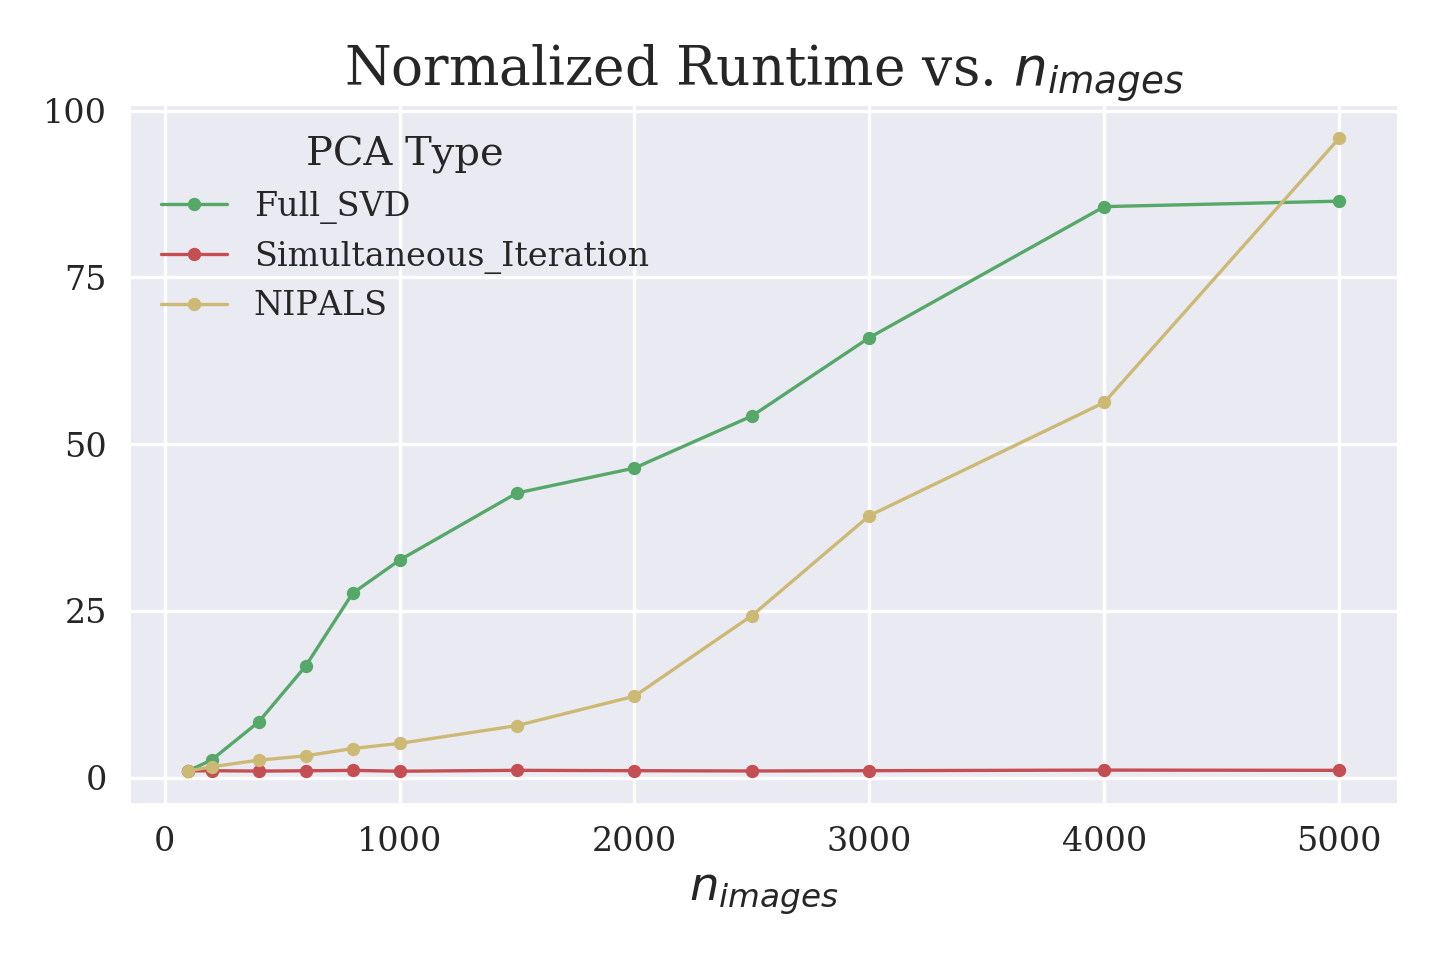 Normalized Runtime vs. n_images
100
75
50
25
0
PCA Type
Full_SVD
Simultaneous_Iteration
NIPALS
0 1000 2000 3000 4000 5000
n_images